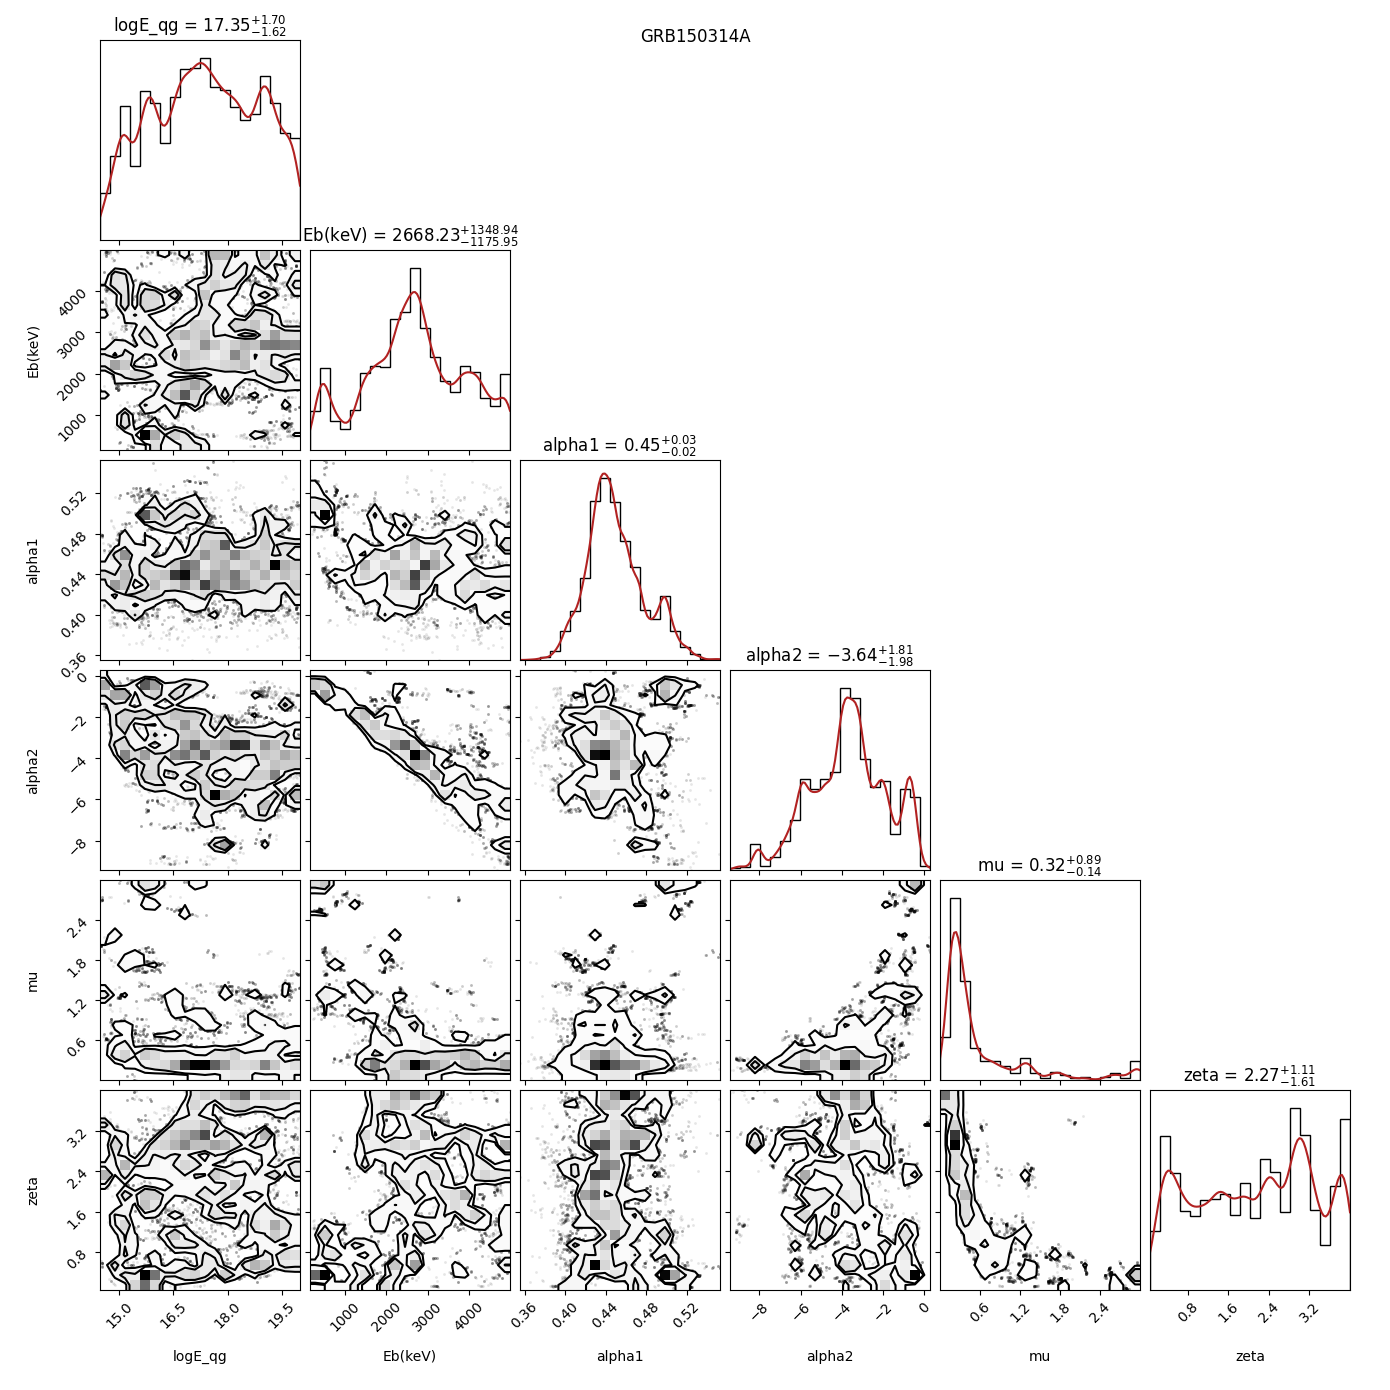 logE_qg = 17.35^{+1.70}_{−1.62}
GRB150314A
Eb(keV) = 2668.23^{+1348.94}_{−1175.95}
Eb(keV)
4000
3000
2000
1000
alpha1 = 0.45^{+0.03}_{−0.02}
alpha1
0.52
0.48
0.44
0.40
0.36
alpha2 = −3.64^{+1.81}_{−1.98}
alpha2
0
−2
−4
−6
−8
mu = 0.32^{+0.89}_{−0.14}
mu
2.4
1.8
1.2
0.6
zeta = 2.27^{+1.11}_{−1.61}
zeta
3.2
2.4
1.6
0.8
15.0 16.5 18.0 19.5 1000 2000 3000 4000 0.36 0.40 0.44 0.48 0.52 −8 −6 −4 −2 0 0.6 1.2 1.8 2.4 0.8 1.6 2.4 3.2
logE_qg Eb(keV) alpha1 alpha2 mu zeta